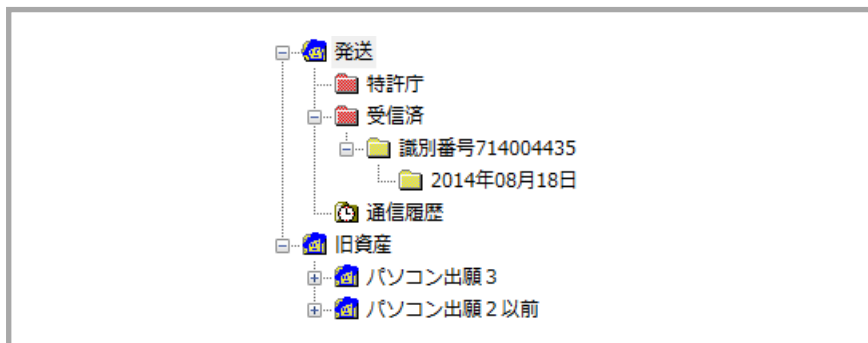 発送
特許庁
受信済
識別番号714004435
2014年08月18日
通信履歴
旧資産
パソコン出願３
パソコン出願２以前